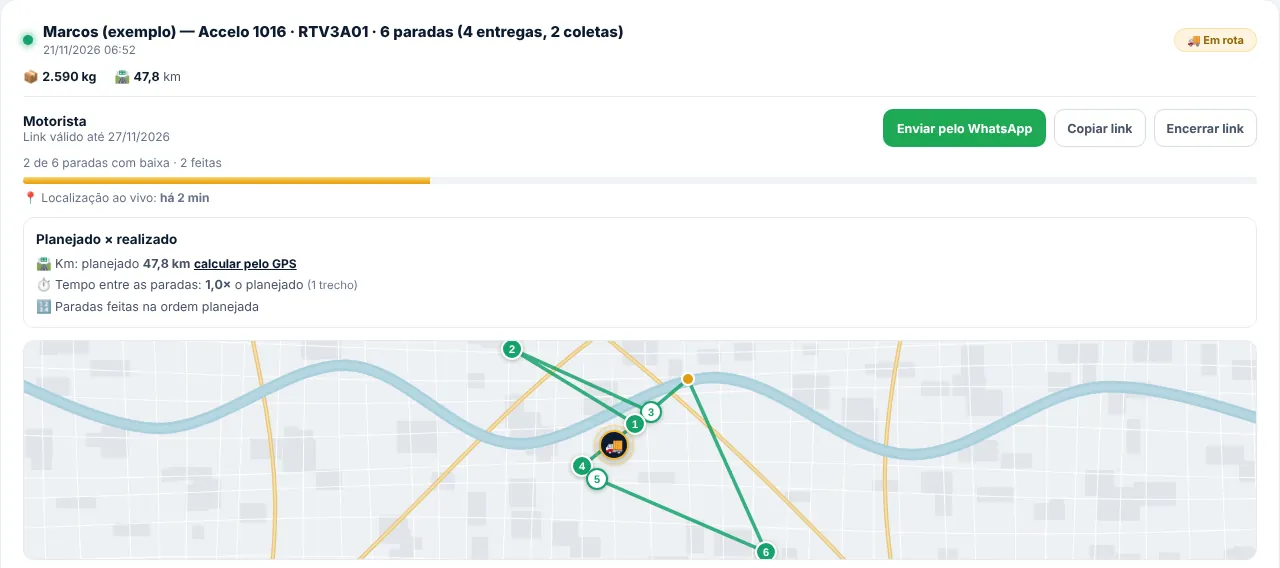 Marcos (exemplo) — Accelo 1016 · RTV3A01 · 6 paradas (4 entregas, 2 coletas)
21/11/2026 06:52
🚚 Em rota
📦 2.590 kg 🛣️ 47,8 km
Motorista
Link válido até 27/11/2026
Enviar pelo WhatsApp
Copiar link
Encerrar link
2 de 6 paradas com baixa · 2 feitas
📍 Localização ao vivo: há 2 min
Planejado × realizado
🛣️ Km: planejado 47,8 km calcular pelo GPS
⏱️ Tempo entre as paradas: 1,0× o planejado (1 trecho)
🔢 Paradas feitas na ordem planejada
2
3
1
4
5
6